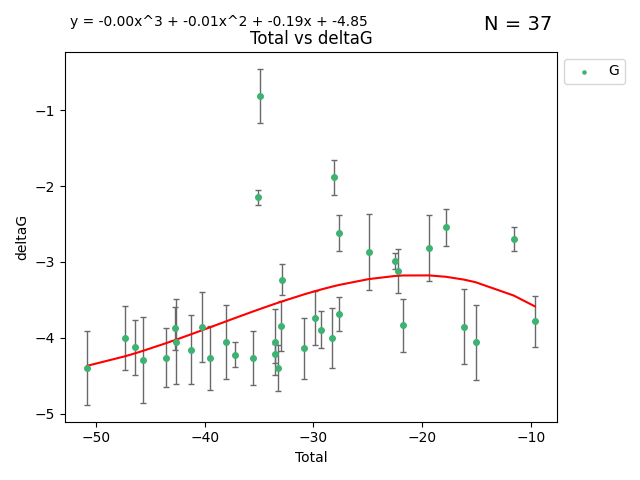 y = -0.00x^3 + -0.01x^2 + -0.19x + -4.85
N = 37
Total vs deltaG
G
deltaG
−1
−2
−3
−4
−5
−50
−40
−30
−20
−10
Total